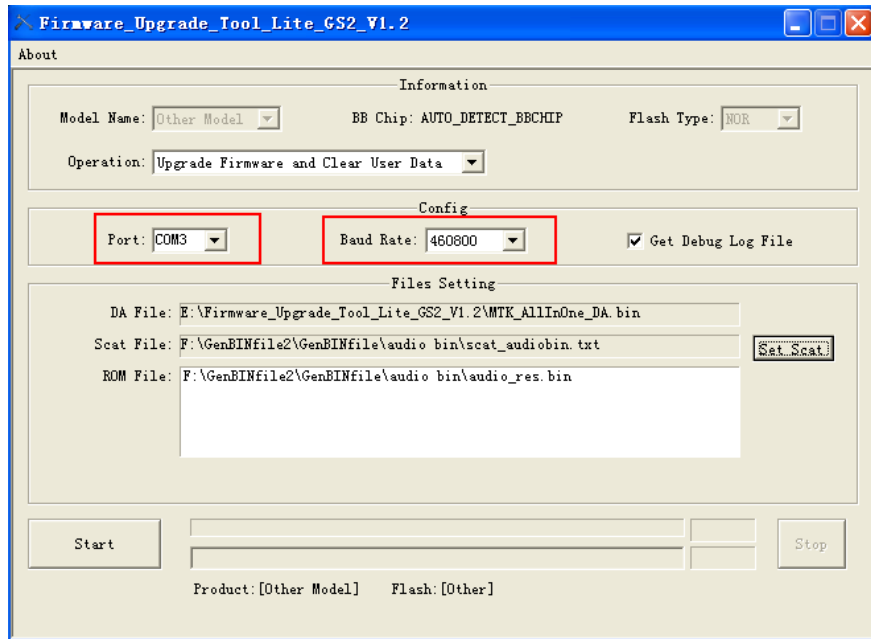 Firmware_Upgrade_Tool_Lite_GS2_V1.2
About
Information
Model Name: Other Model BB Chip: AUTO_DETECT_BBCHIP Flash Type: NOR
Operation: Upgrade Firmware and Clear User Data
Config
Port: COM3 Baud Rate: 460800 Get Debug Log File
Files Setting
DA File: E:\Firmware_Upgrade_Tool_Lite_GS2_V1.2\MTK_AllInOne_DA.bin
Scat File: F:\GenBINfile2\GenBINfile\audio bin\scat_audiobin.txt Set Scat
ROM File: F:\GenBINfile2\GenBINfile\audio bin\audio_res.bin
Start Stop
Product:[Other Model] Flash:[Other]